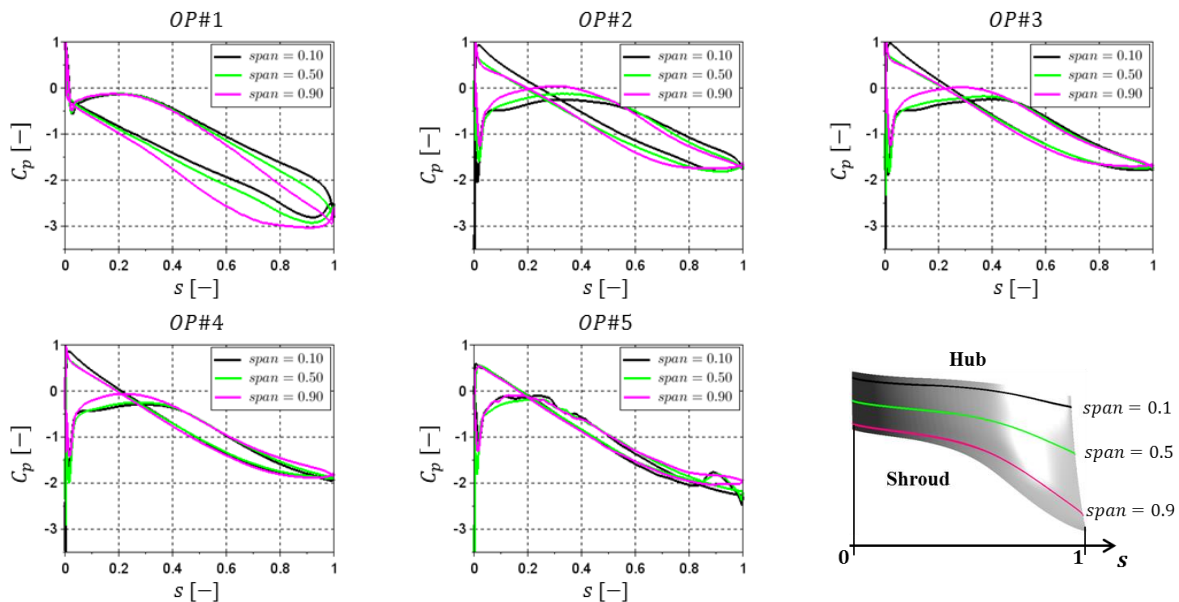 OP#1
1
0
-1
-2
-3
C_p [−]
span = 0.10
span = 0.50
span = 0.90
0 0.2 0.4 0.6 0.8 1
s [−]
OP#2
1
0
-1
-2
-3
C_p [−]
span = 0.10
span = 0.50
span = 0.90
0 0.2 0.4 0.6 0.8 1
s [−]
OP#3
1
0
-1
-2
-3
C_p [−]
span = 0.10
span = 0.50
span = 0.90
0 0.2 0.4 0.6 0.8 1
s [−]
OP#4
1
0
-1
-2
-3
C_p [−]
span = 0.10
span = 0.50
span = 0.90
0 0.2 0.4 0.6 0.8 1
s [−]
OP#5
1
0
-1
-2
-3
C_p [−]
span = 0.10
span = 0.50
span = 0.90
0 0.2 0.4 0.6 0.8 1
s [−]
Hub
span = 0.1
span = 0.5
Shroud
span = 0.9
0 1 s